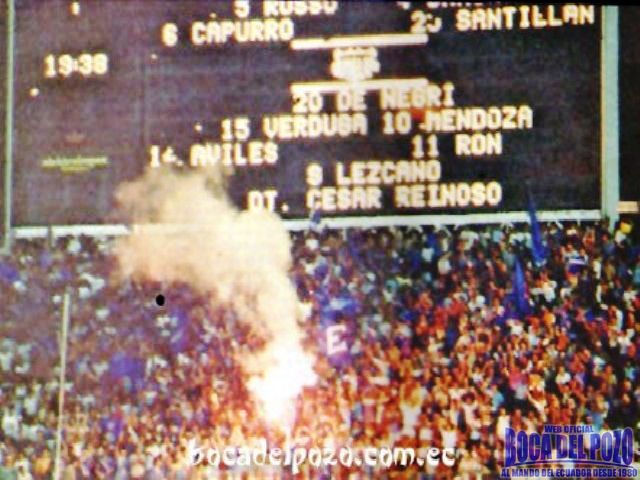 5 RUSSO
6 CAPURRO 23 SANTILLAN
19:38
20 DE NEGRI
15 VERDUGA 10 MENDOZA
14 AVILES 11 RON
9 LEZCANO
DT. CESAR REINOSO
E
bocadelpozo.com.ec
WEB OFICIAL
BOCA DEL POZO
AL MANDO DEL ECUADOR DESDE 1980